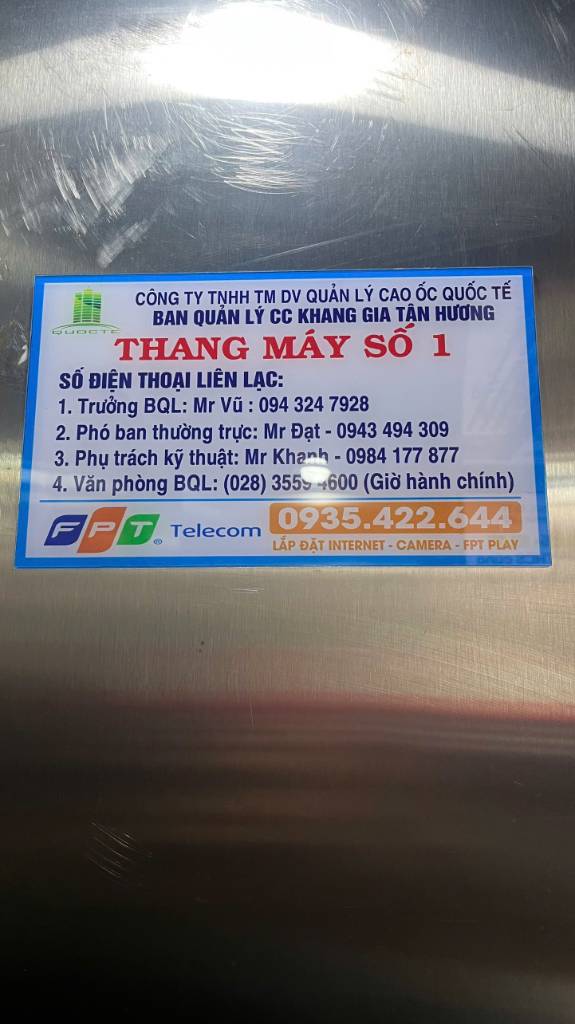 CÔNG TY TNHH TM DV QUẢN LÝ CAO ỐC QUỐC TẾ
QUOCTE
BAN QUẢN LÝ CC KHANG GIA TÂN HƯƠNG
THANG MÁY SỐ 1
SỐ ĐIỆN THOẠI LIÊN LẠC:
1. Trưởng BQL: Mr Vũ : 094 324 7928
2. Phó ban thường trực: Mr Đạt - 0943 494 309
3. Phụ trách kỹ thuật: Mr Khanh - 0984 177 877
4. Văn phòng BQL: (028) 3559 4600 (Giờ hành chính)
FPT® Telecom
0935.422.644
LẮP ĐẶT INTERNET - CAMERA - FPT PLAY